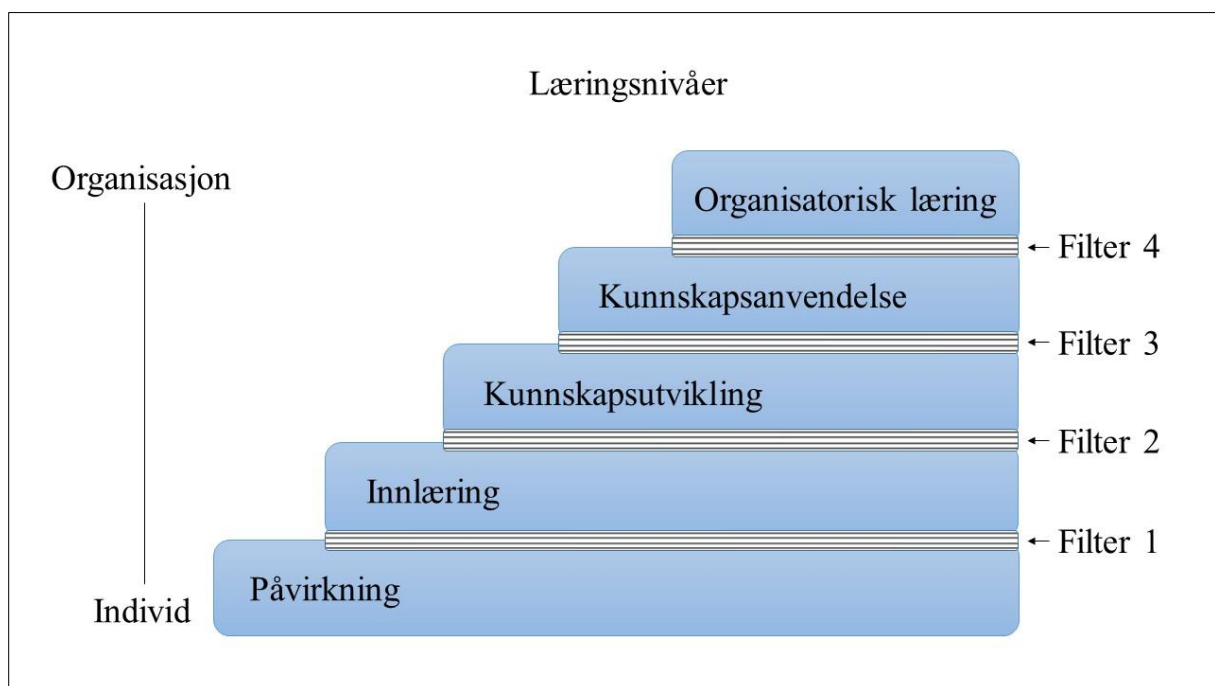 Læringsnivåer
Organisasjon
Organisatorisk læring
Filter 4
Kunnskapsanvendelse
Filter 3
Kunnskapsutvikling
Filter 2
Innlæring
Filter 1
Påvirkning
Individ